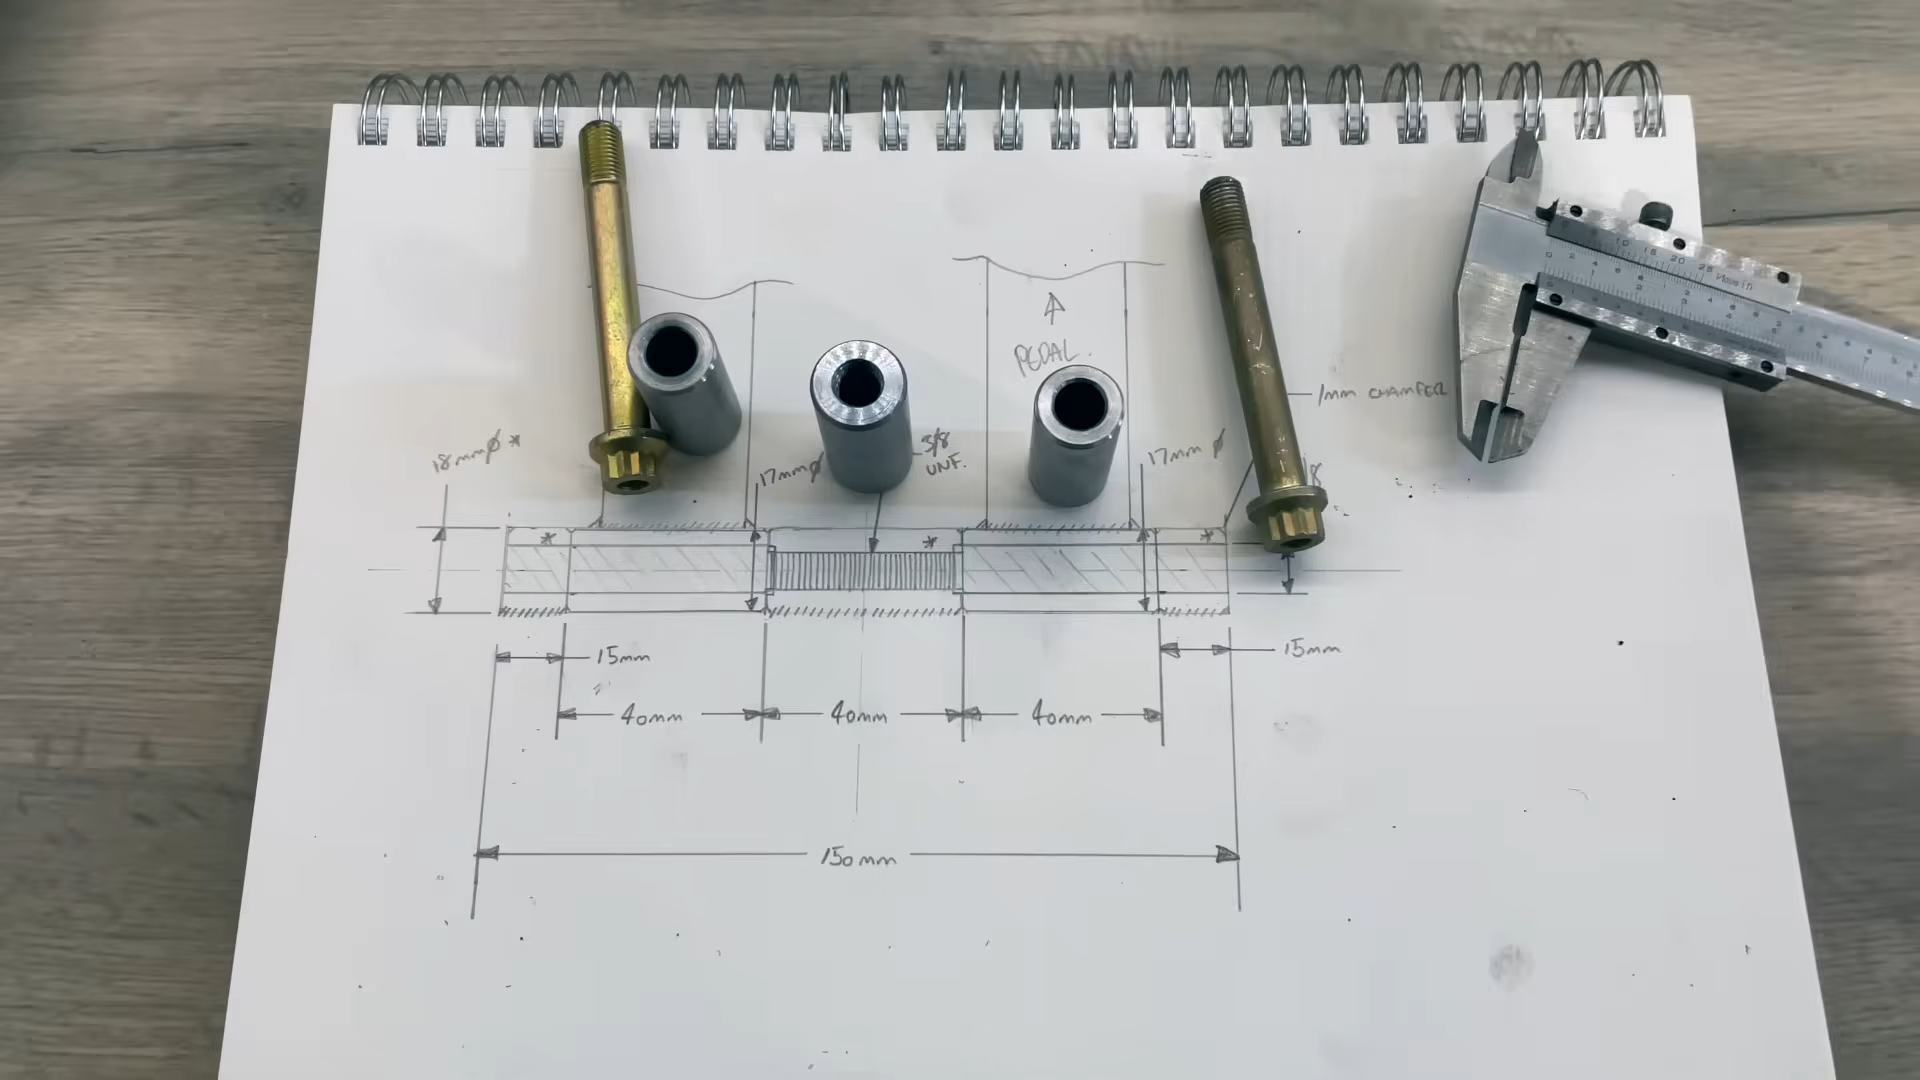 PEDAL.
1mm CHAMFER
18mmø *
17mmø
3/8
UNF.
17mm ø
* * *
15mm
15mm
40mm
40mm
40mm
150mm